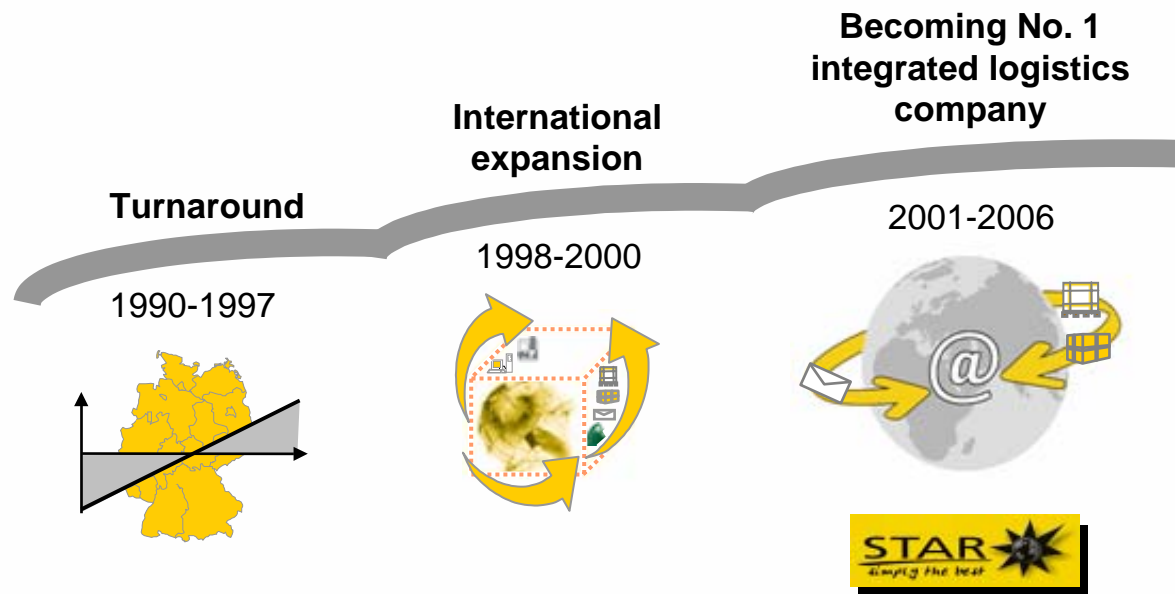 Turnaround
1990-1997
International
expansion
1998-2000
Becoming No. 1
integrated logistics
company
2001-2006
@
STAR
simply the best